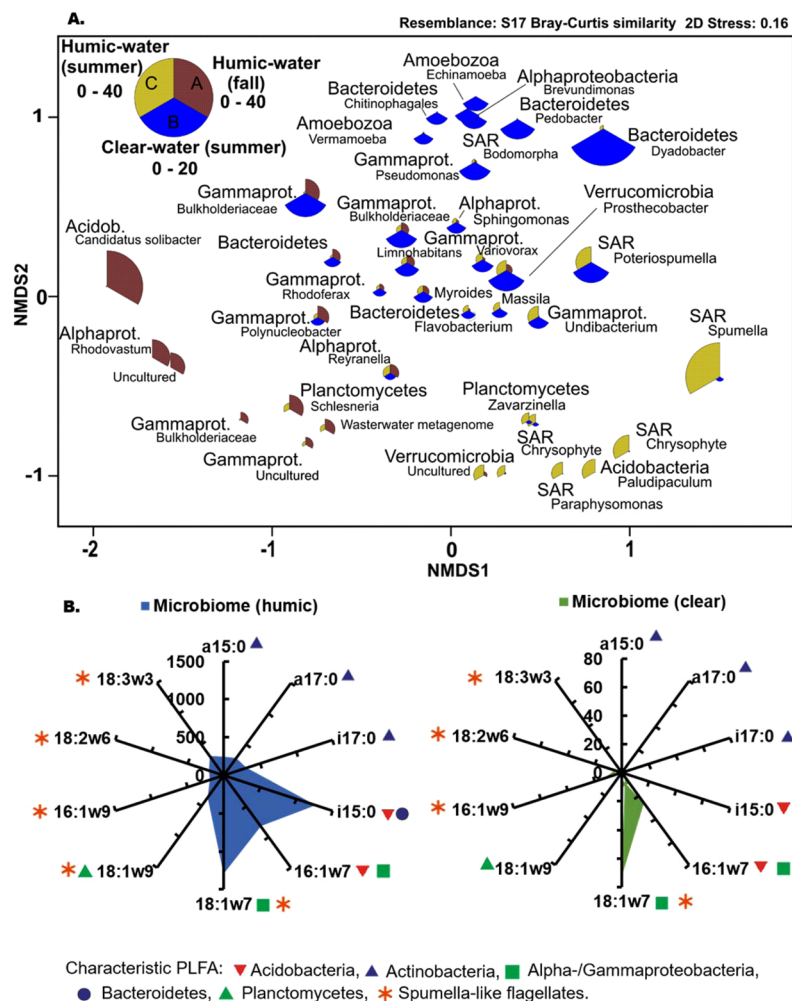 A.
Resemblance: S17 Bray-Curtis similarity 2D Stress: 0.16
Humic-water
(summer)
0 - 40
C
A
B
Humic-water
(fall)
0 - 40
Clear-water (summer)
0 - 20
Amoebozoa
Echinamoeba
Bacteroidetes
Chitinophagales
Alphaproteobacteria
Brevundimonas
Bacteroidetes
Pedobacter
Amoebozoa
Vermamoeba
SAR
Bodomorpha
Bacteroidetes
Dyadobacter
Gammaprot.
Pseudomonas
Gammaprot.
Bulkholderiaceae
Verrucomicrobia
Prosthecobacter
Gammaprot.
Bulkholderiaceae
Alphaprot.
Sphingomonas
Acidob.
Candidatus solibacter
Bacteroidetes
Limnohabitans
Gammaprot.
Variovorax
SAR
Poteriospumella
Gammaprot.
Rhodoferax
Myroides
Massila
Gammaprot.
Polynucleobacter
Bacteroidetes
Flavobacterium
Gammaprot.
Undibacterium
SAR
Spumella
Alphaprot.
Rhodovastum
Uncultured
Alphaprot.
Reyranella
Planctomycetes
Schlesneria
Planctomycetes
Zavarzinella
Gammaprot.
Bulkholderiaceae
Wasterwater metagenome
SAR
Chrysophyte
SAR
Chrysophyte
Gammaprot.
Uncultured
Verrucomicrobia
Uncultured
SAR
Paraphysomonas
Acidobacteria
Paludipaculum
NMDS2
1
0
-1
-2
-1
0
1
NMDS1
B.
Microbiome (humic)
a15:0
1500
1000
500
0
18:3w3
a17:0
18:2w6
i17:0
16:1w9
i15:0
18:1w9
16:1w7
18:1w7
Microbiome (clear)
a15:0
80
60
40
20
0
18:3w3
a17:0
18:2w6
i17:0
16:1w9
i15:0
18:1w9
16:1w7
18:1w7
Characteristic PLFA: Acidobacteria, Actinobacteria, Alpha-/Gammaproteobacteria,
Bacteroidetes, Planctomycetes, Spumella-like flagellates.